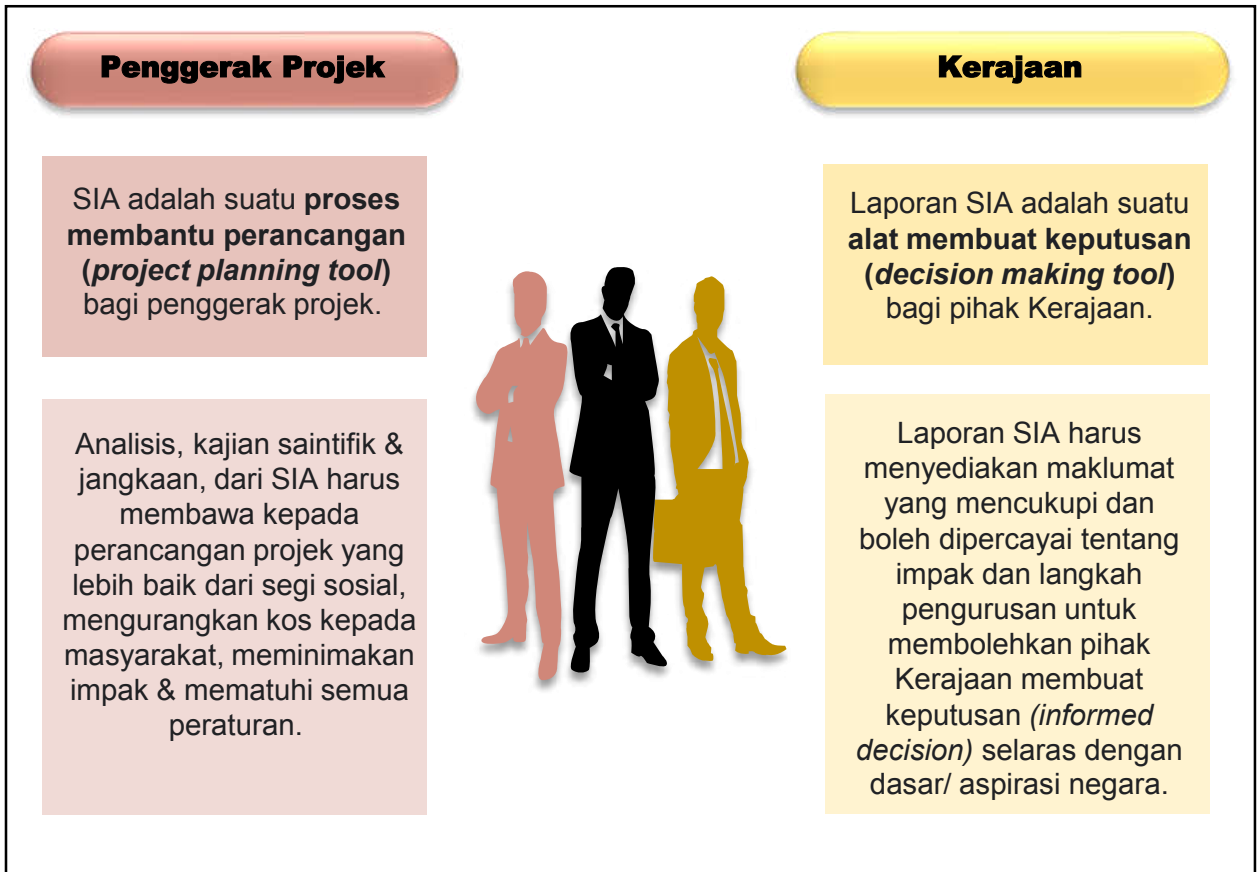 Penggerak Projek
SIA adalah suatu proses
membantu perancangan
(project planning tool)
bagi penggerak projek.
Analisis, kajian saintifik &
jangkaan, dari SIA harus
membawa kepada
perancangan projek yang
lebih baik dari segi sosial,
mengurangkan kos kepada
masyarakat, meminimakan
impak & mematuhi semua
peraturan.
Kerajaan
Laporan SIA adalah suatu
alat membuat keputusan
(decision making tool)
bagi pihak Kerajaan.
Laporan SIA harus
menyediakan maklumat
yang mencukupi dan
boleh dipercayai tentang
impak dan langkah
pengurusan untuk
membolehkan pihak
Kerajaan membuat
keputusan (informed
decision) selaras dengan
dasar/ aspirasi negara.